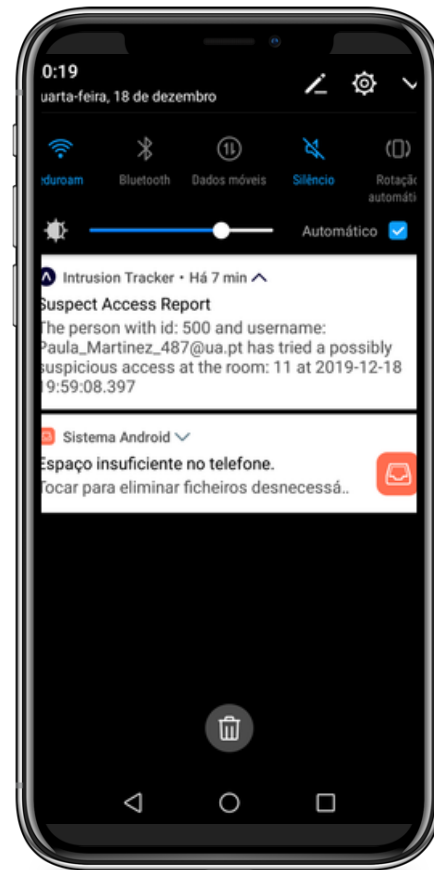 0:19
uarta-feira, 18 de dezembro
eduroam Bluetooth Dados móveis Silêncio Rotação
automáti
Automático
Intrusion Tracker • Há 7 min
Suspect Access Report
The person with id: 500 and username:
Paula_Martinez_487@ua.pt has tried a possibly
suspicious access at the room: 11 at 2019-12-18
19:59:08.397
Sistema Android
Espaço insuficiente no telefone.
Tocar para eliminar ficheiros desnecessá..